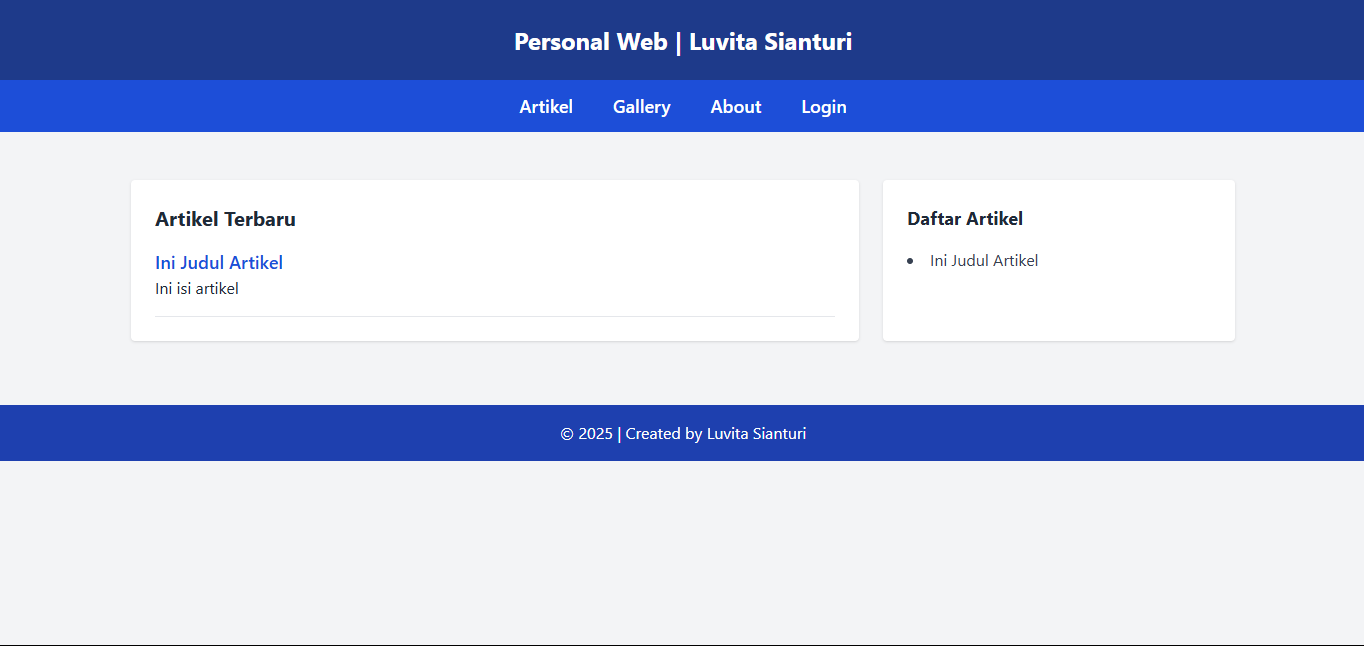 Personal Web | Luvita Sianturi
Artikel Gallery About Login
Artikel Terbaru
Ini Judul Artikel
Ini isi artikel
Daftar Artikel
• Ini Judul Artikel
© 2025 | Created by Luvita Sianturi